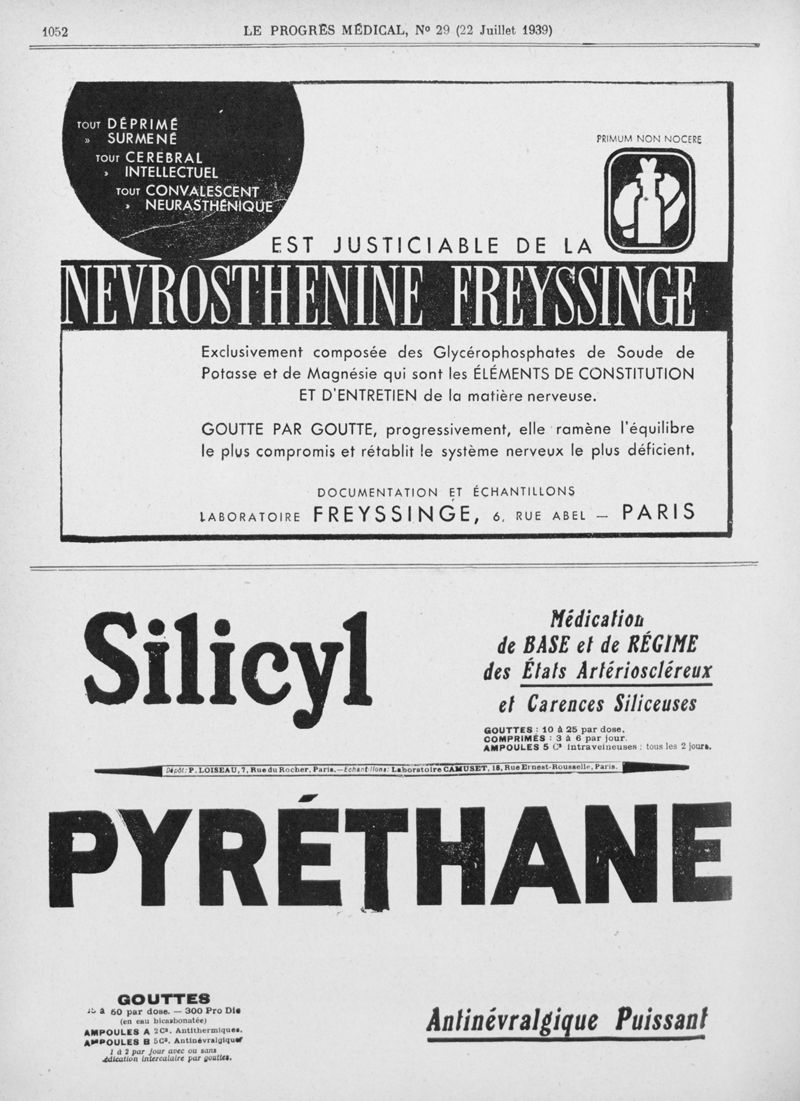 1052
LE PROGRÈS MÉDICAL, Nº 29 (22 Juillet 1939)
TOUT DÉPRIMÉ
» SURMENÉ
TOUT CÉRÉBRAL
» INTELLECTUEL
TOUT CONVALESCENT
» NEURASTHÉNIQUE
PRIMUM NON NOCERE
EST JUSTICIABLE DE LA
NEVROSTHENINE FREYSSINGE
Exclusivement composée des Glycérophosphates de Soude de
Potasse et de Magnésie qui sont les ÉLÉMENTS DE CONSTITUTION
ET D'ENTRETIEN de la matière nerveuse.
GOUTTE PAR GOUTTE, progressivement, elle ramène l'équilibre
le plus compromis et rétablit le système nerveux le plus déficient.
DOCUMENTATION ET ÉCHANTILLONS
LABORATOIRE FREYSSINGE, 6, RUE ABEL — PARIS
Silicyl
Médication
de BASE et de RÉGIME
des États Artérioscléreux
et Carences Siliceuses
GOUTTES : 10 à 25 par dose.
COMPRIMÉS : 3 à 6 par jour.
AMPOULES 5 Cᶜ intraveineuses : tous les 2 jours.
Dépôt: P. LOISEAU, 7, Rue du Rocher, Paris. — Échantillons: Laboratoire CAMUSET, 18, Rue Ernest-Rousselle, Paris.
PYRÉTHANE
GOUTTES
à 50 par dose. — 300 Pro Die
(en eau bicarbonatée)
AMPOULES A 2Cᶜ. Antithermiques.
AMPOULES B 5Cᶜ. Antinévralgiques
1 à 2 par jour avec ou sans
édication intercalaire par gouttes.
Antinévralgique Puissant